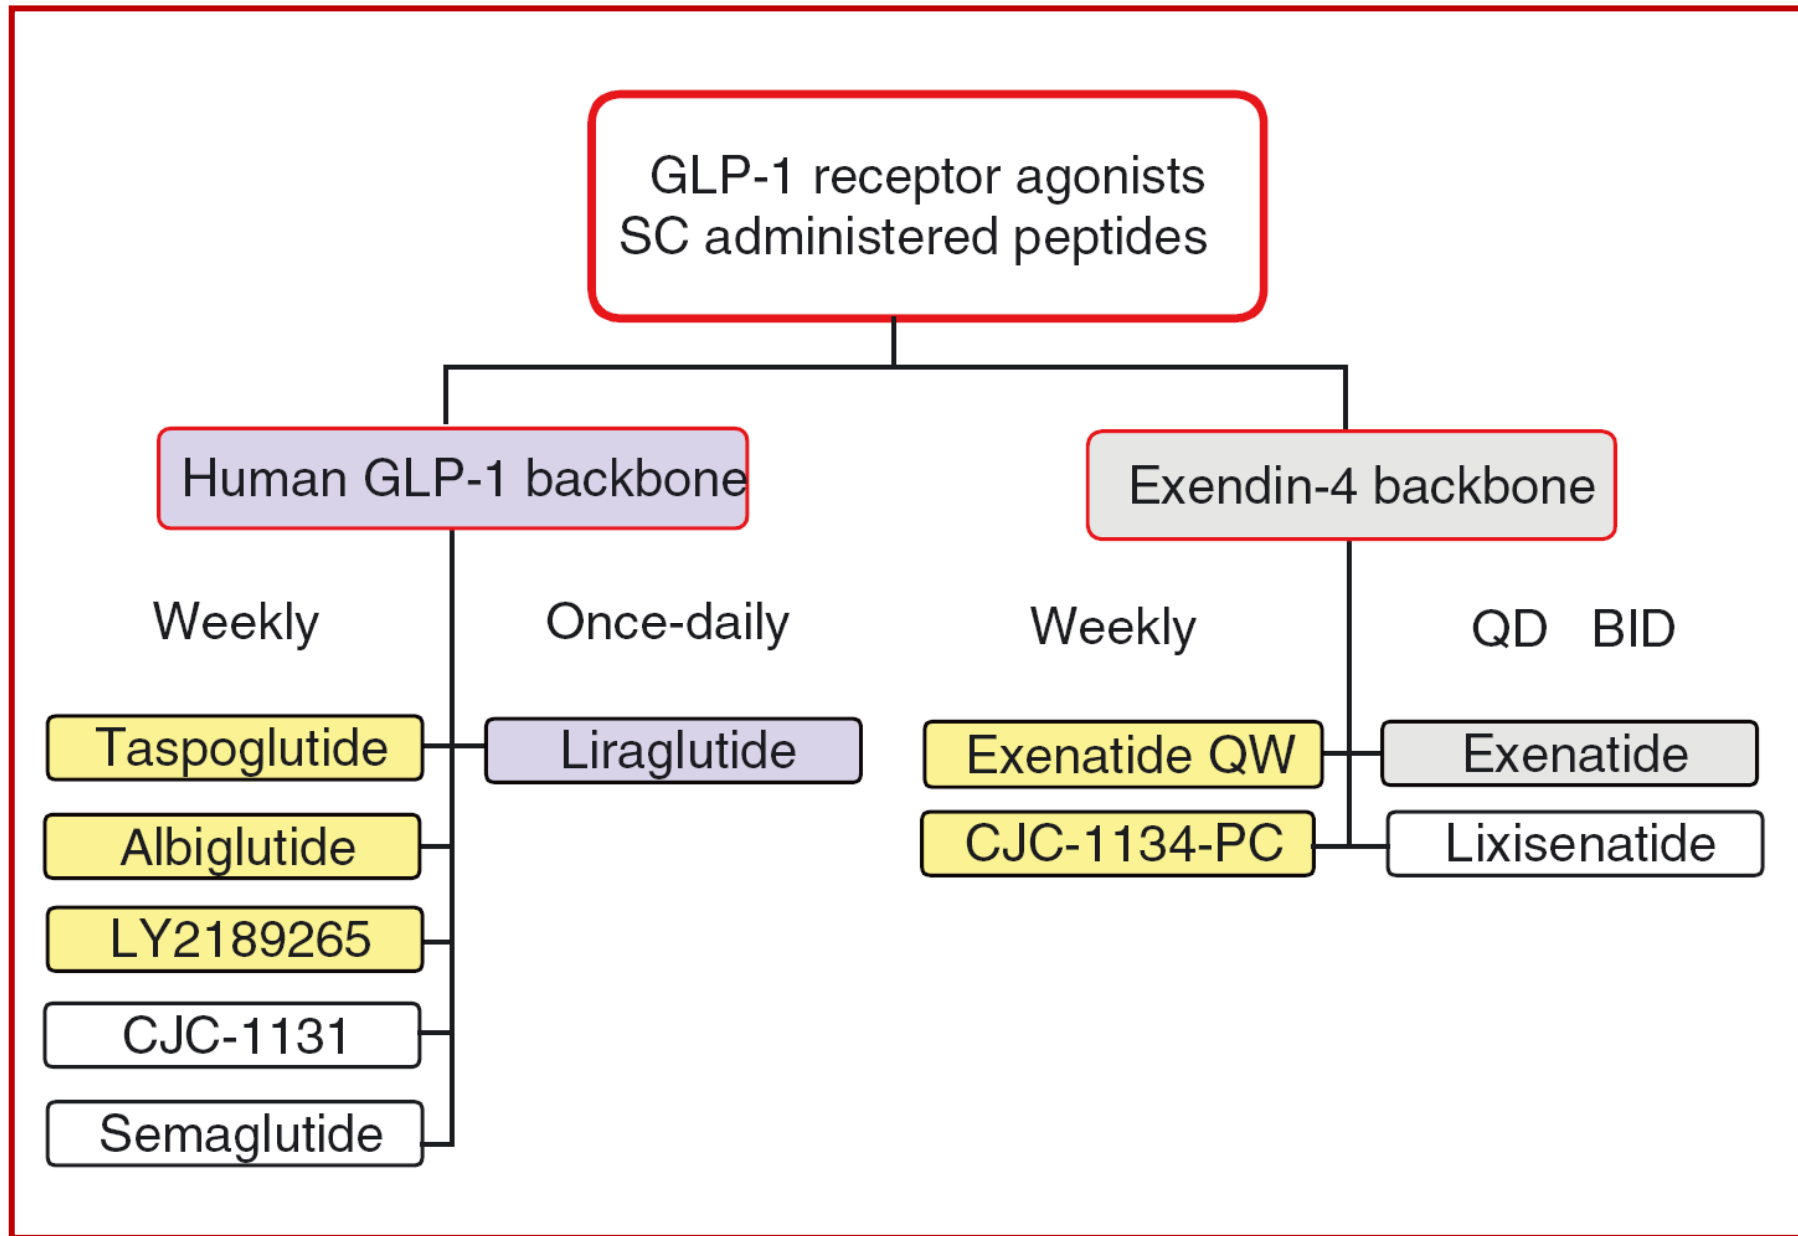 GLP-1 receptor agonists
SC administered peptides
Human GLP-1 backbone
Exendin-4 backbone
Weekly
Once-daily
Weekly
QD BID
Taspoglutide
Liraglutide
Exenatide QW
Exenatide
Albiglutide
CJC-1134-PC
Lixisenatide
LY2189265
CJC-1131
Semaglutide